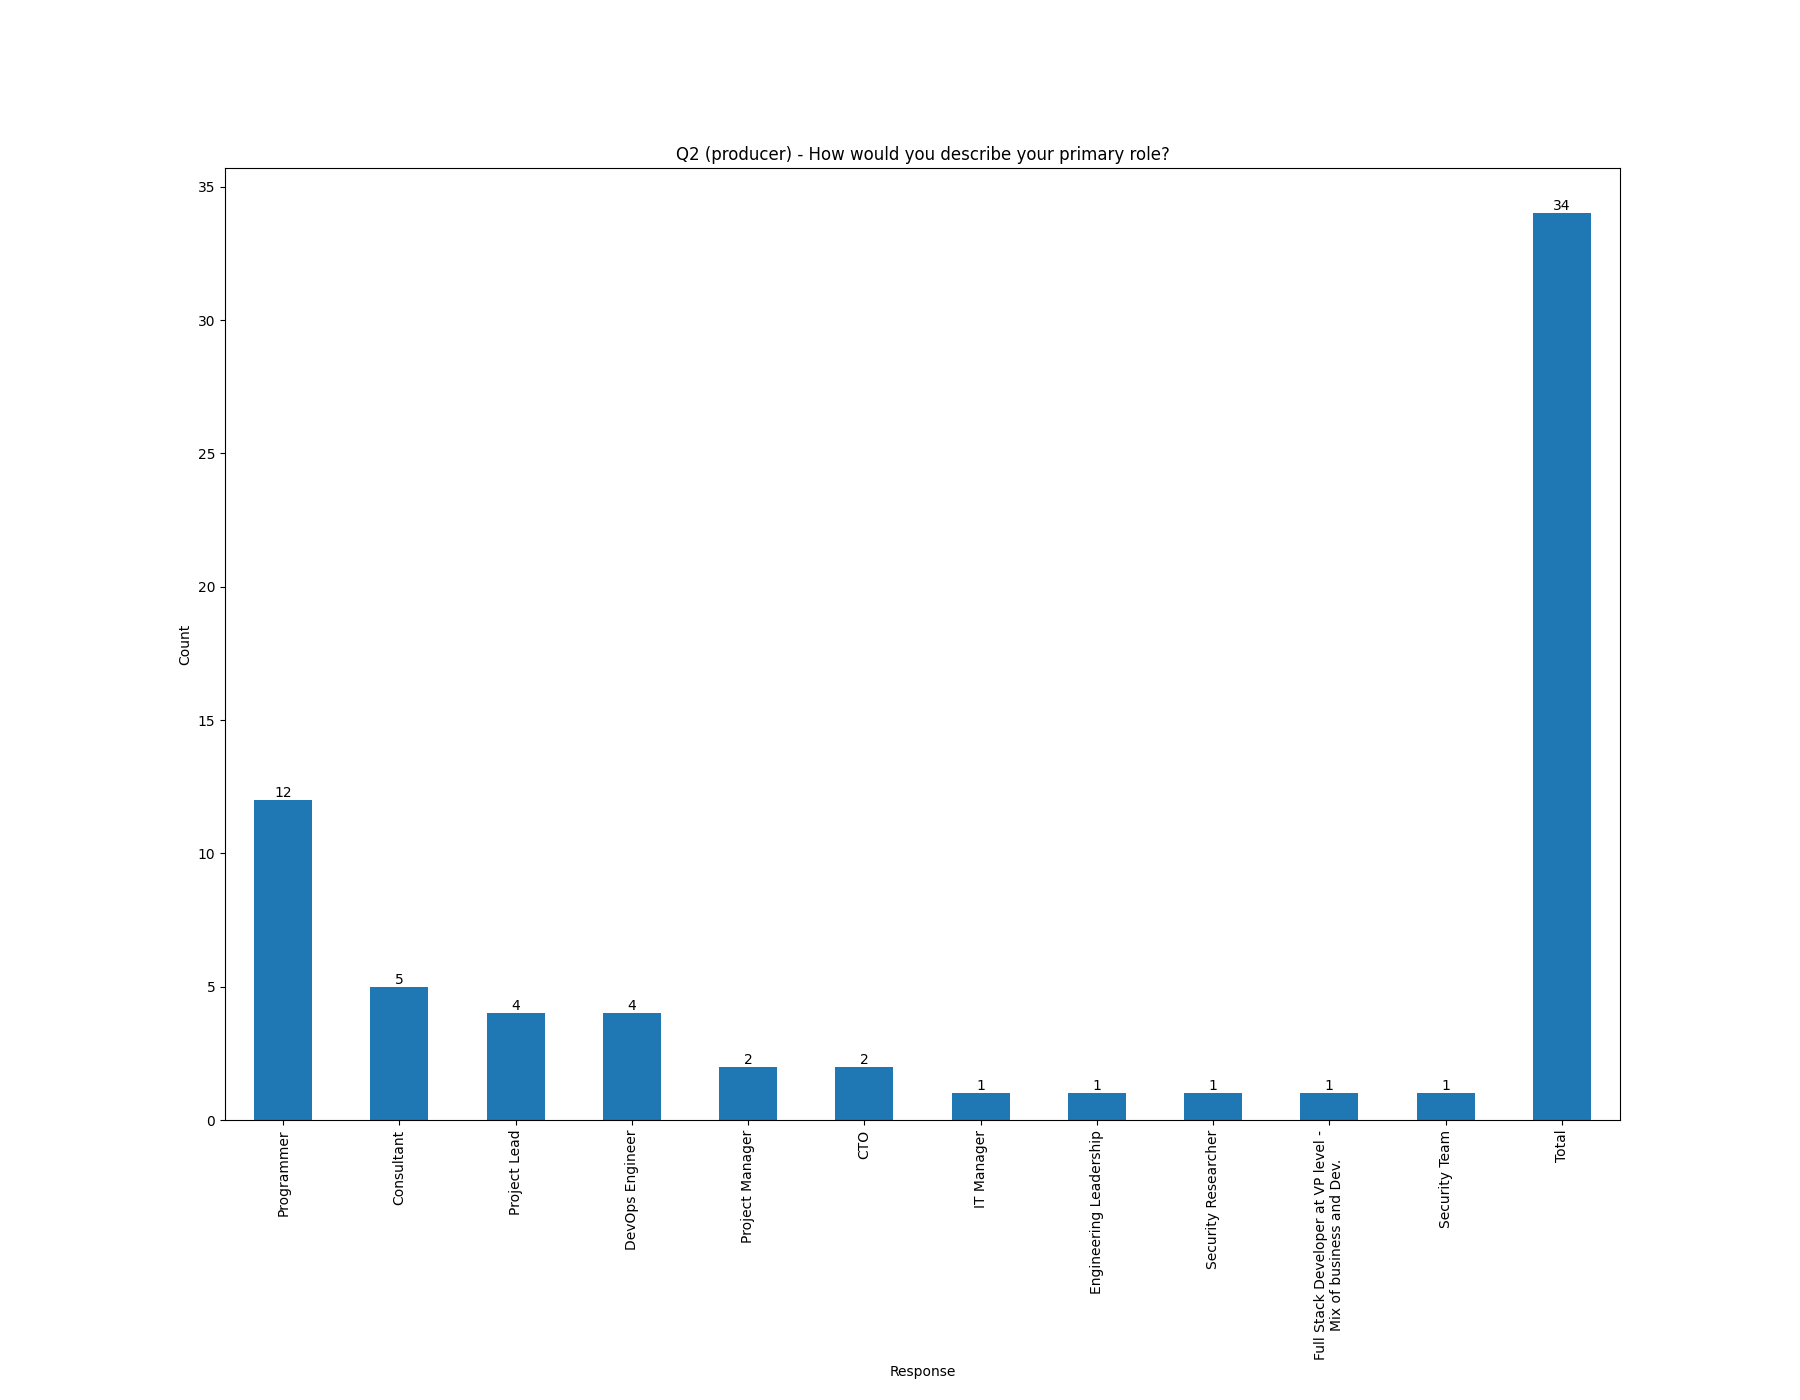 Q2 (producer) - How would you describe your primary role?
35
30
25
20
15
10
5
0
Count
12
5
4
4
2
2
1
1
1
1
1
34
Programmer
Consultant
Project Lead
DevOps Engineer
Project Manager
CTO
IT Manager
Engineering Leadership
Security Researcher
Full Stack Developer at VP level -
Mix of business and Dev.
Security Team
Total
Response